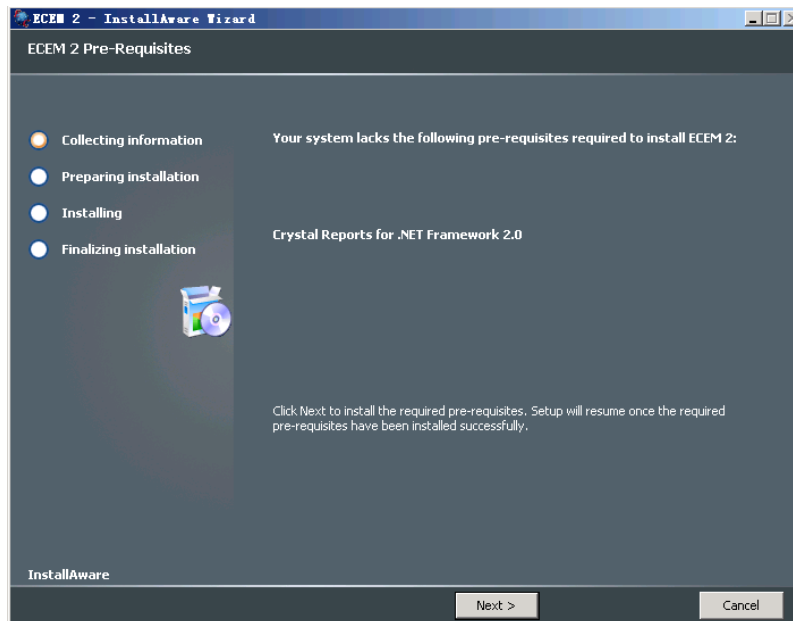 ECEM 2 - InstallAware Wizard
ECEM 2 Pre-Requisites
Collecting information
Preparing installation
Installing
Finalizing installation
Your system lacks the following pre-requisites required to install ECEM 2:
Crystal Reports for .NET Framework 2.0
Click Next to install the required pre-requisites. Setup will resume once the required
pre-requisites have been installed successfully.
InstallAware
Next >
Cancel